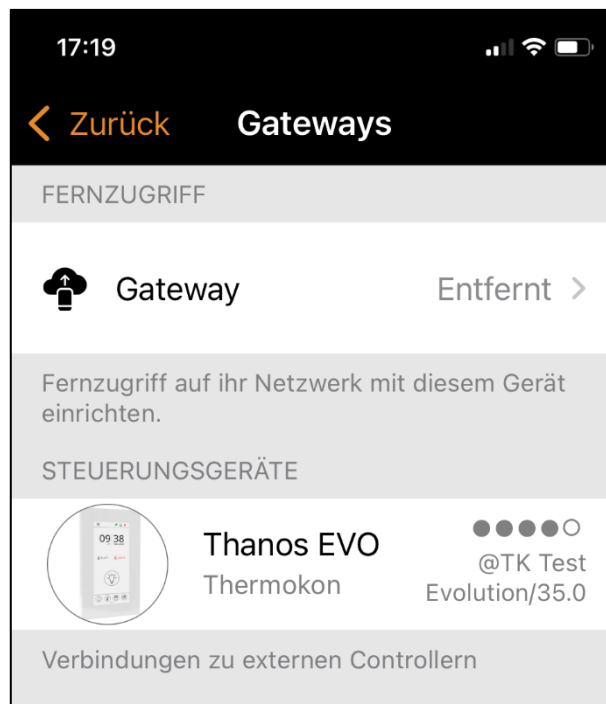 17:19
Zurück
Gateways
FERNZUGRIFF
Gateway
Entfernt
Fernzugriff auf ihr Netzwerk mit diesem Gerät
einrichten.
STEUERUNGSGERÄTE
09 38
Thanos EVO
Thermokon
@TK Test
Evolution/35.0
Verbindungen zu externen Controllern